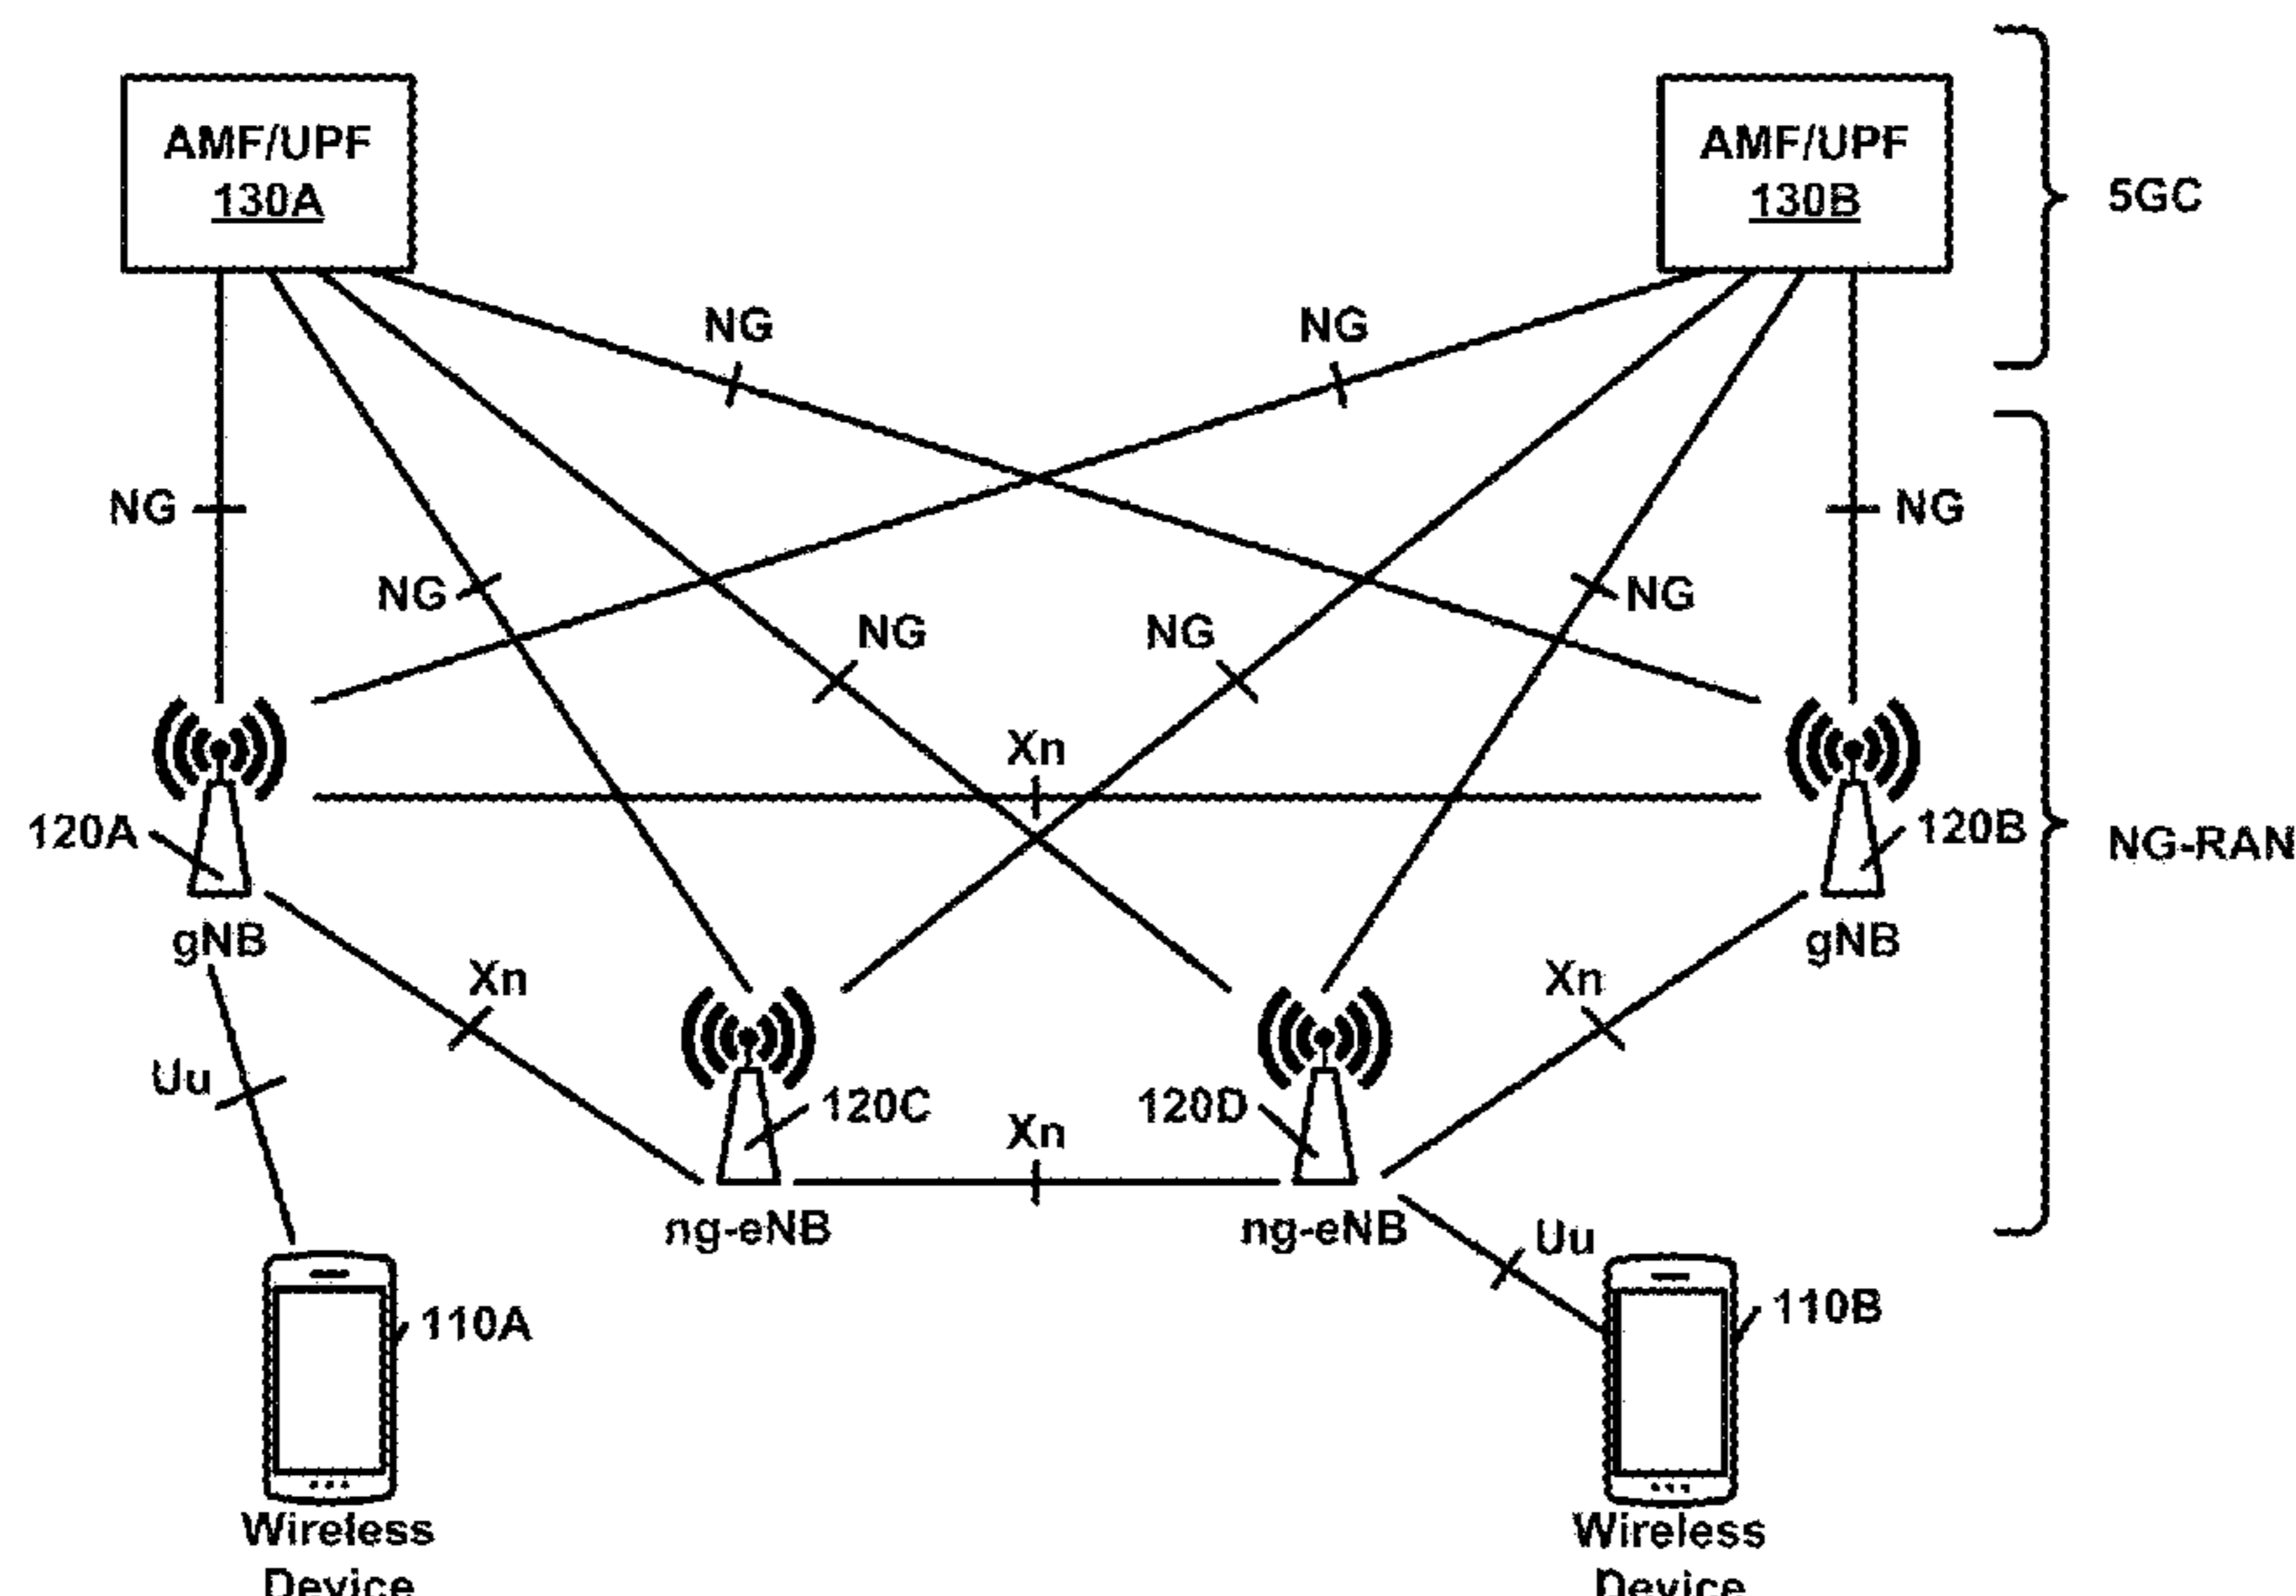 AMF/UPF
130A
AMF/UPF
130B
5GC
NG
NG
NG
NG
NG
NG
NG
NG
Xn
120A
120B
NG-RAN
gNB
gNB
Xn
Xn
Uu
120C
120D
Xn
ng-eNB
ng-eNB
Uu
110A
110B
Wireless
Device
Wireless
Device